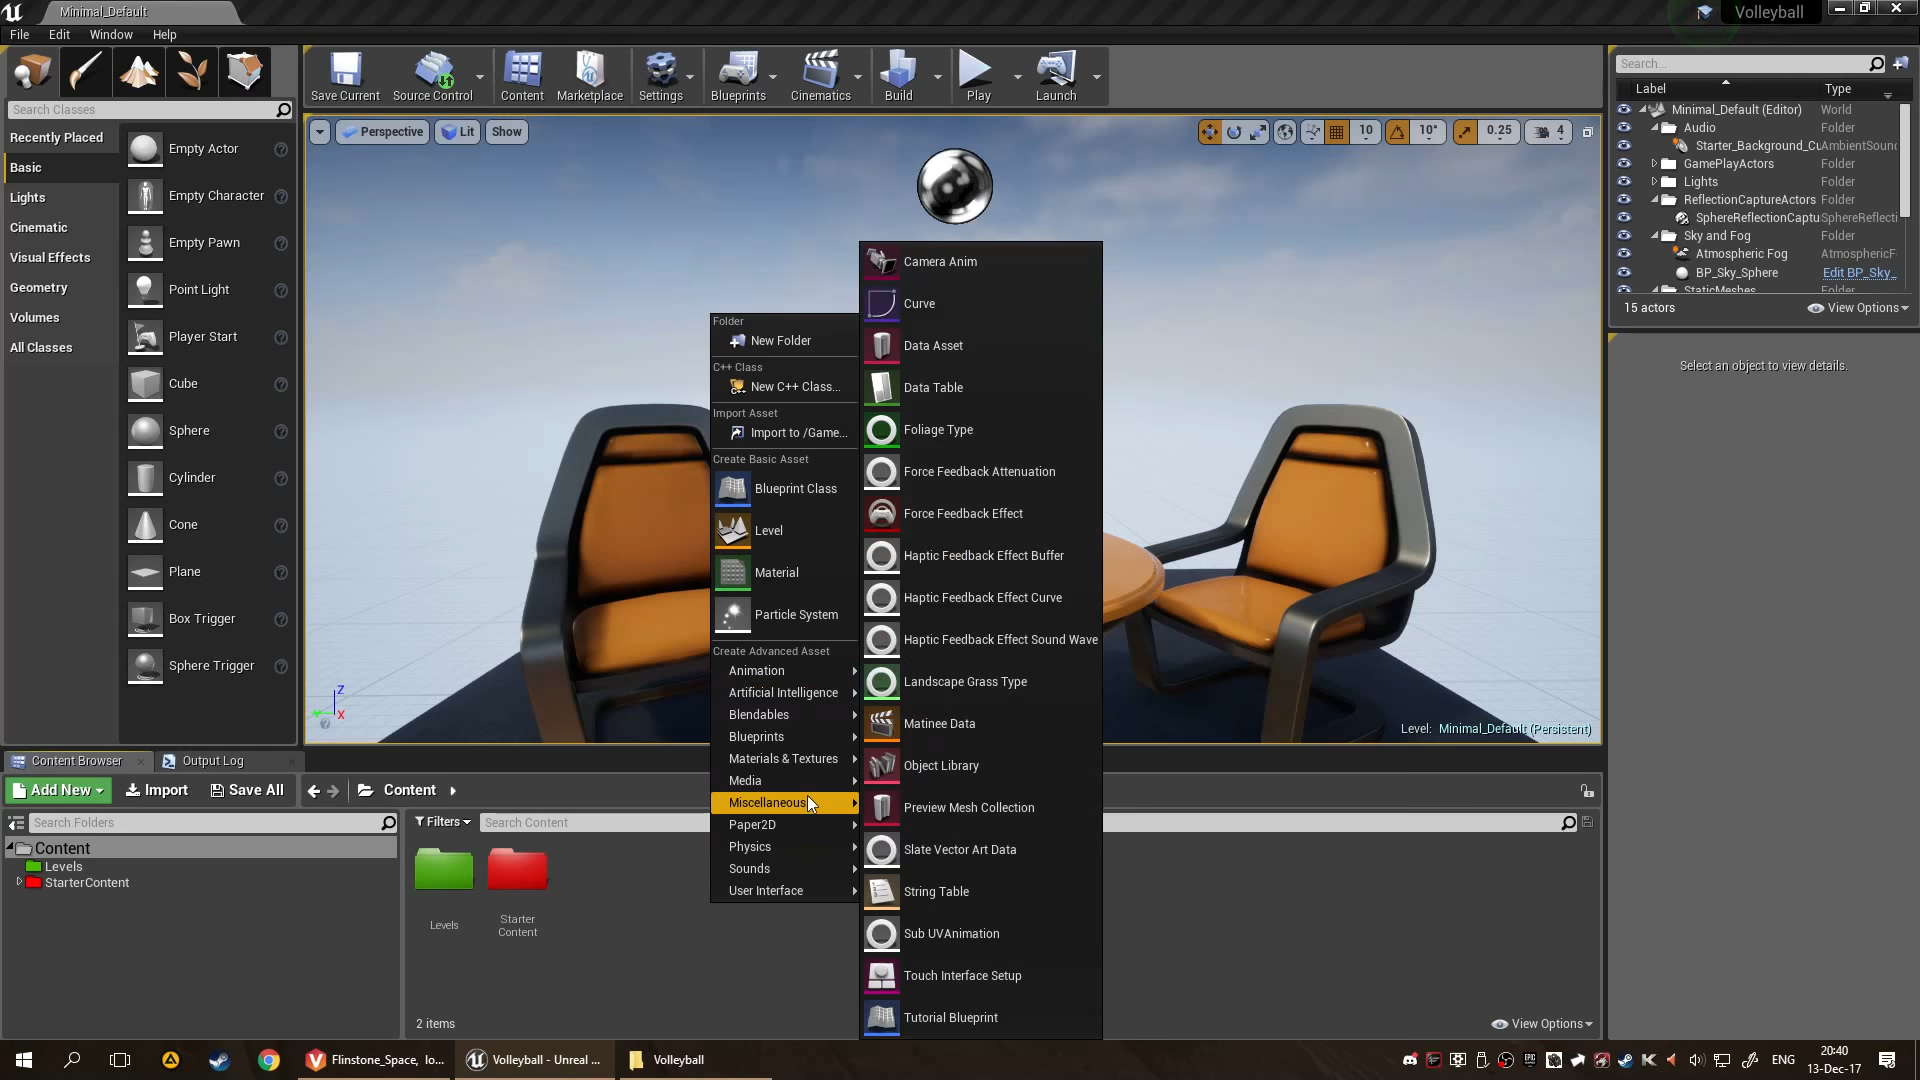 Minimal_Default
Volleyball
File
Edit
Window
Help
Search Classes
Recently Placed
Basic
Lights
Cinematic
Visual Effects
Geometry
Volumes
All Classes
Empty Actor
Empty Character
Empty Pawn
Point Light
Player Start
Cube
Sphere
Cylinder
Cone
Plane
Box Trigger
Sphere Trigger
Save Current
Source Control
Content
Marketplace
Settings
Blueprints
Cinematics
Build
Play
Launch
Perspective
Lit
Show
10
10°
0.25
4
Z
X
Level: Minimal_Default (Persistent)
Folder
New Folder
C++ Class
New C++ Class...
Import Asset
Import to /Game...
Create Basic Asset
Blueprint Class
Level
Material
Particle System
Create Advanced Asset
Animation
Artificial Intelligence
Blendables
Blueprints
Materials & Textures
Media
Miscellaneous
Paper2D
Physics
Sounds
User Interface
Camera Anim
Curve
Data Asset
Data Table
Foliage Type
Force Feedback Attenuation
Force Feedback Effect
Haptic Feedback Effect Buffer
Haptic Feedback Effect Curve
Haptic Feedback Effect Sound Wave
Landscape Grass Type
Matinee Data
Object Library
Preview Mesh Collection
Slate Vector Art Data
String Table
Sub UVAnimation
Touch Interface Setup
Tutorial Blueprint
Search...
Label Type
Minimal_Default (Editor) World
Audio Folder
Starter_Background_Cu AmbientSound
GamePlayActors Folder
Lights Folder
ReflectionCaptureActors Folder
SphereReflectionCaptu SphereReflecti
Sky and Fog Folder
Atmospheric Fog AtmosphericF
BP_Sky_Sphere Edit BP_Sky_
StaticMeshes Folder
15 actors
View Options
Select an object to view details.
Content Browser
Output Log
Add New
Import
Save All
Content
Search Folders
Content
Levels
StarterContent
Filters
Search Content
Levels
Starter
Content
2 items
View Options
Flinstone_Space, Io...
Volleyball - Unreal ...
Volleyball
ENG
20:40
13-Dec-17